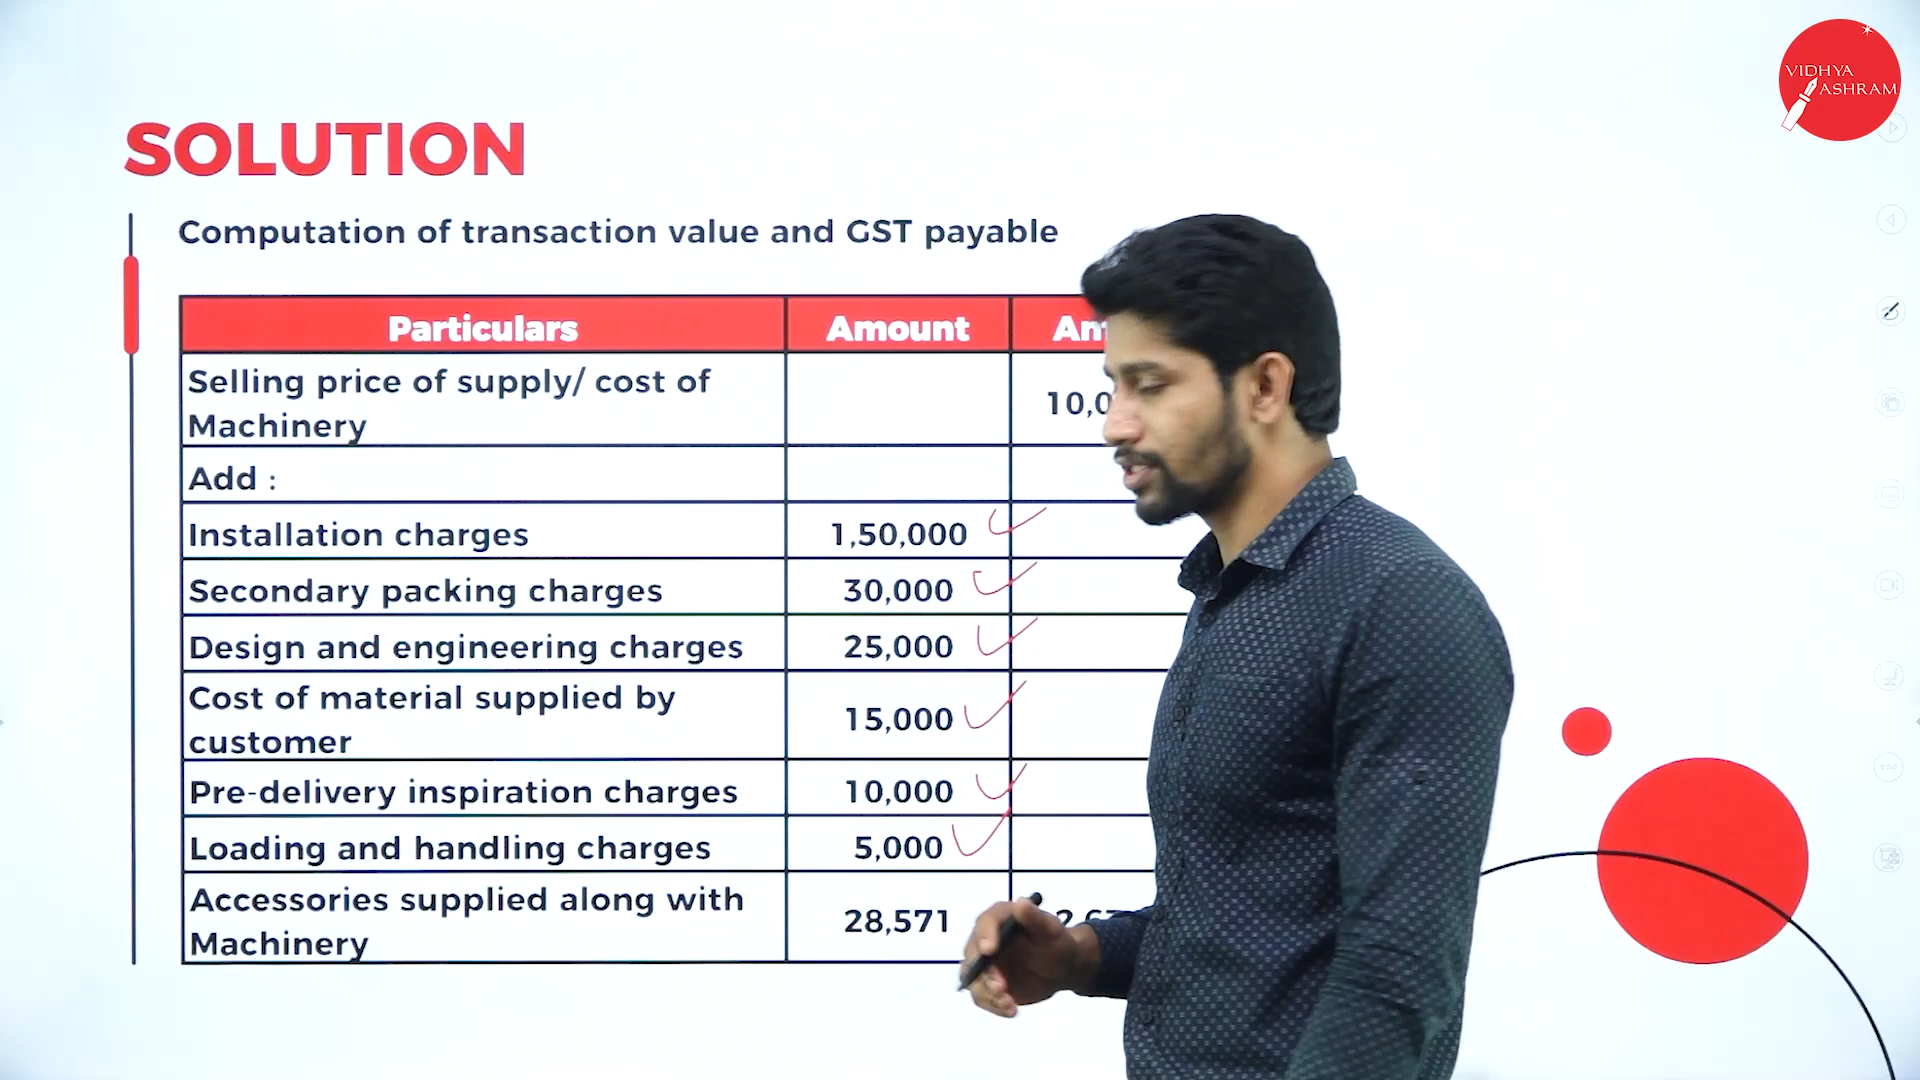 VIDHYA
ASHRAM
SOLUTION
Computation of transaction value and GST payable
Particulars Amount
Selling price of supply/ cost of
Machinery
Add :
Installation charges 1,50,000
Secondary packing charges 30,000
Design and engineering charges 25,000
Cost of material supplied by
customer 15,000
Pre-delivery inspiration charges 10,000
Loading and handling charges 5,000
Accessories supplied along with
Machinery 28,571